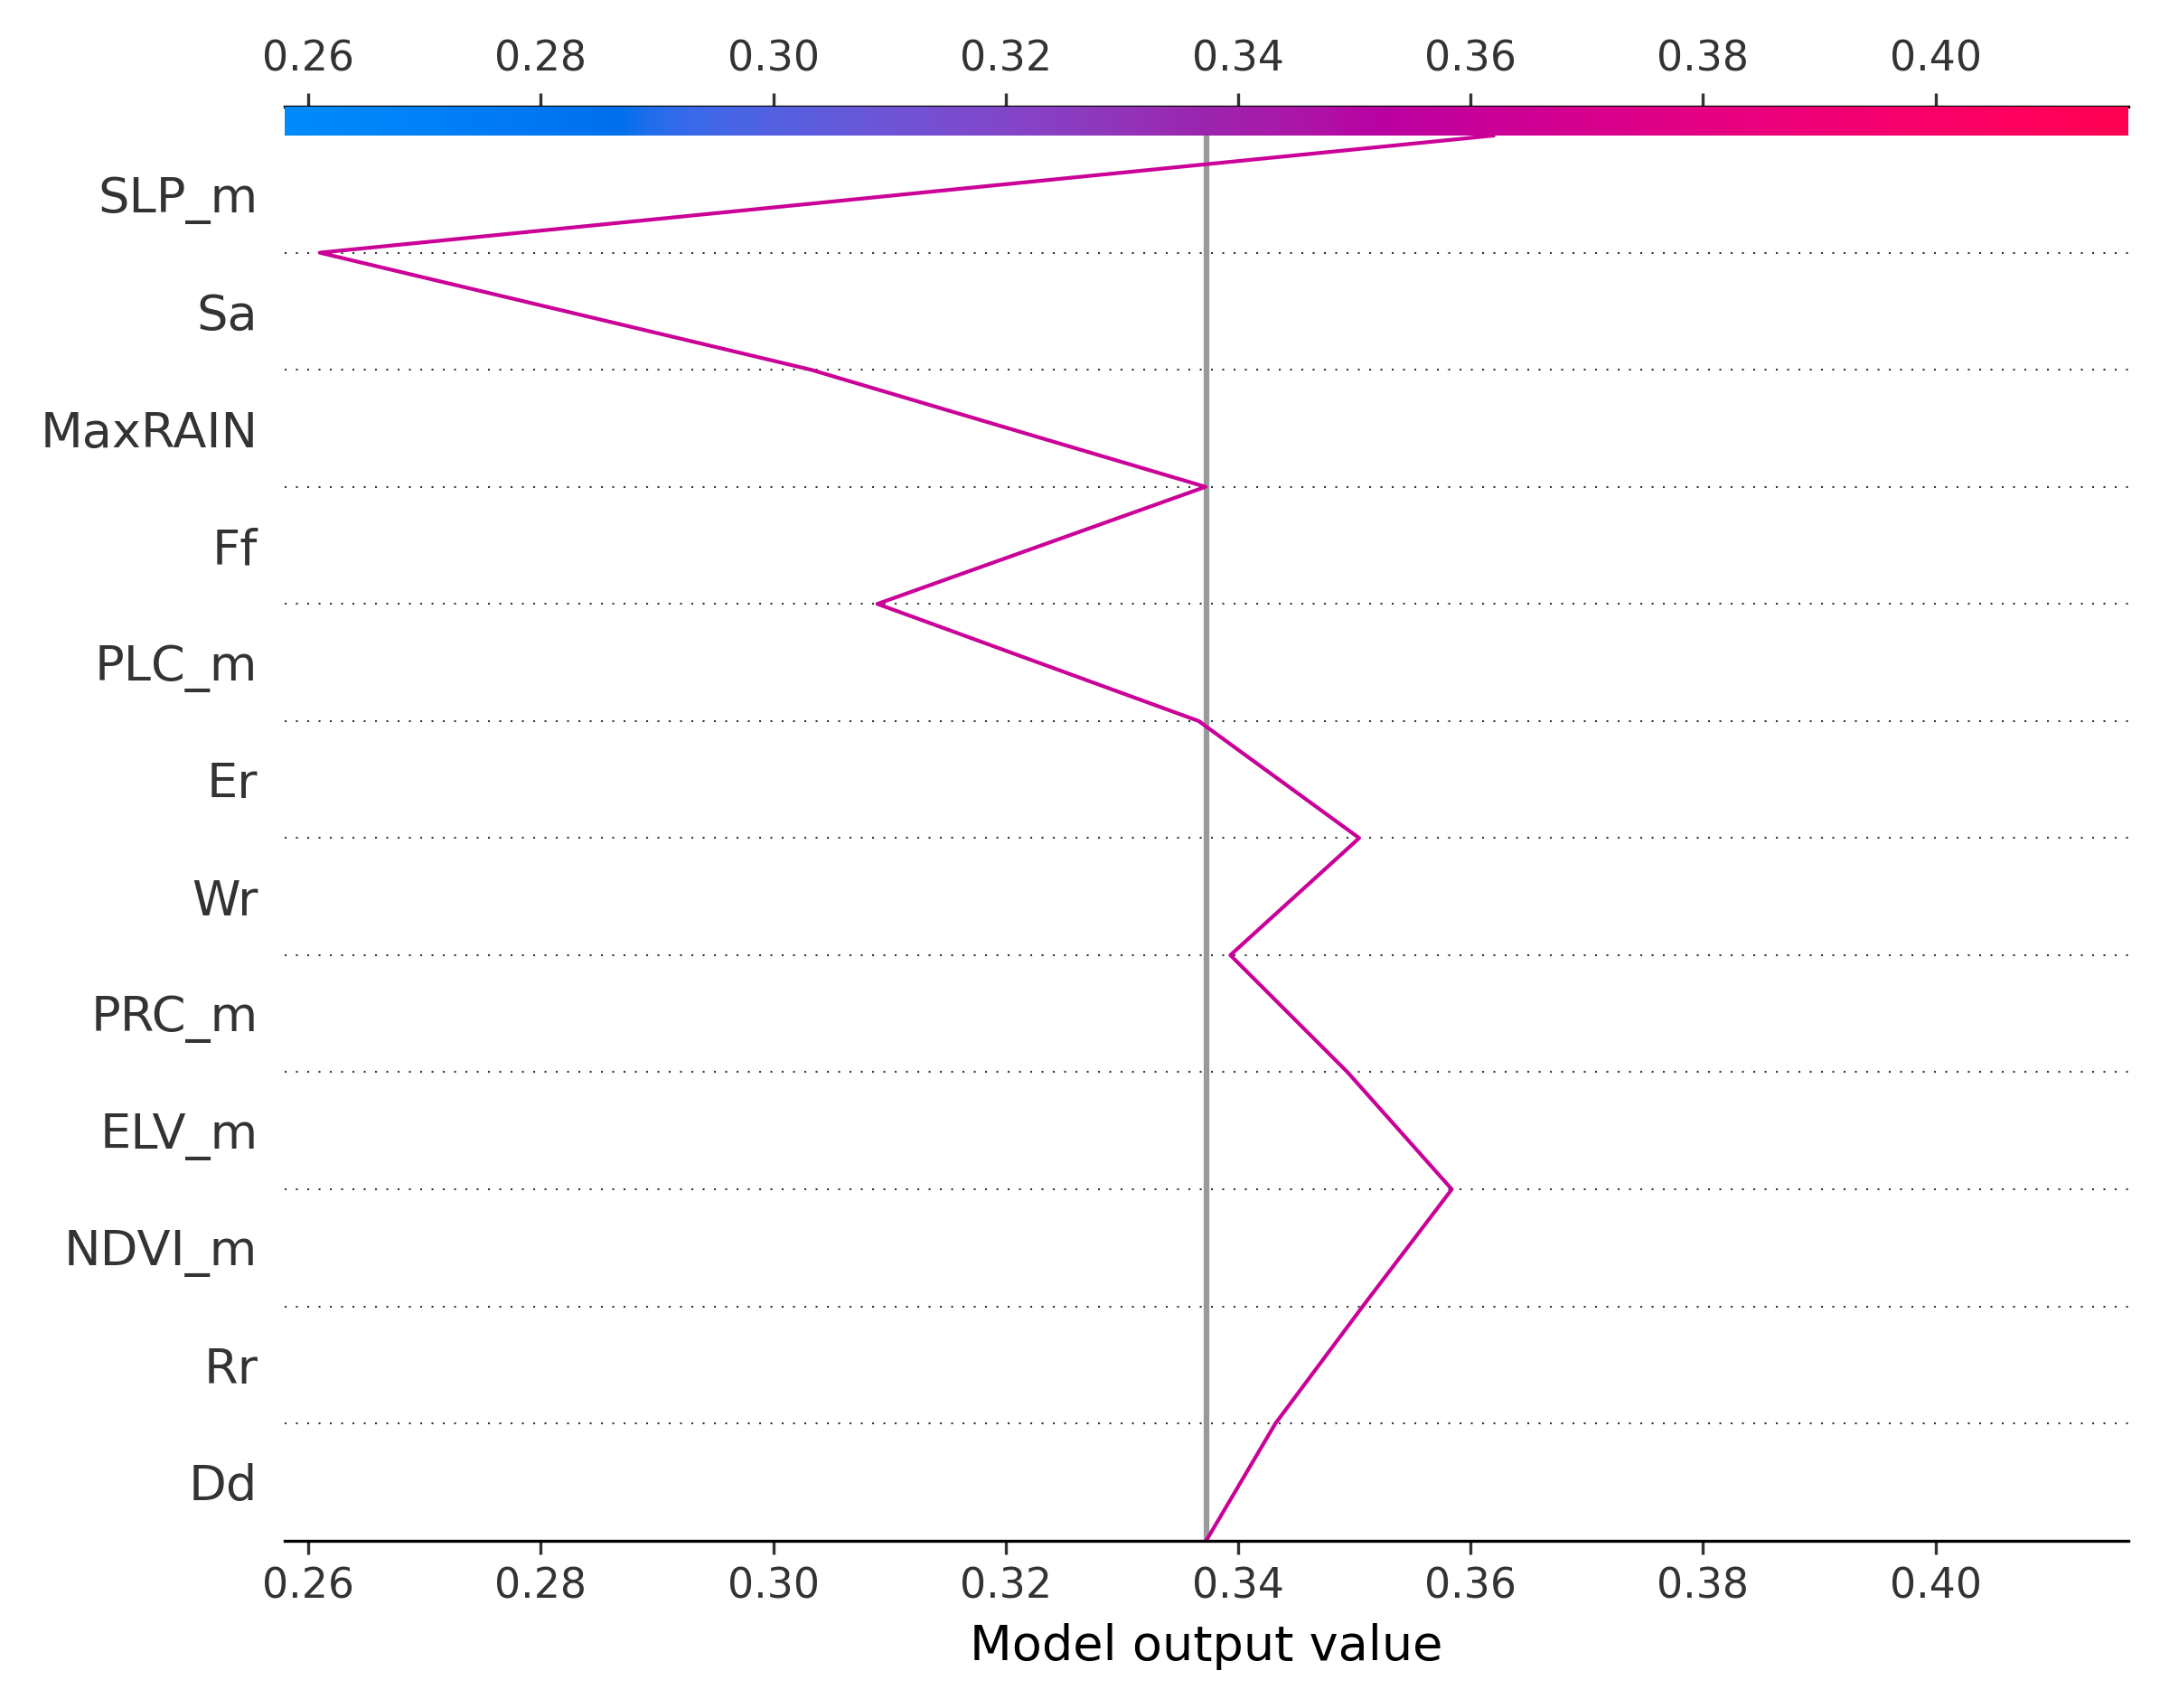 0.26 0.28 0.30 0.32 0.34 0.36 0.38 0.40
SLP_m
Sa
MaxRAIN
Ff
PLC_m
Er
Wr
PRC_m
ELV_m
NDVI_m
Rr
Dd
0.26 0.28 0.30 0.32 0.34 0.36 0.38 0.40
Model output value